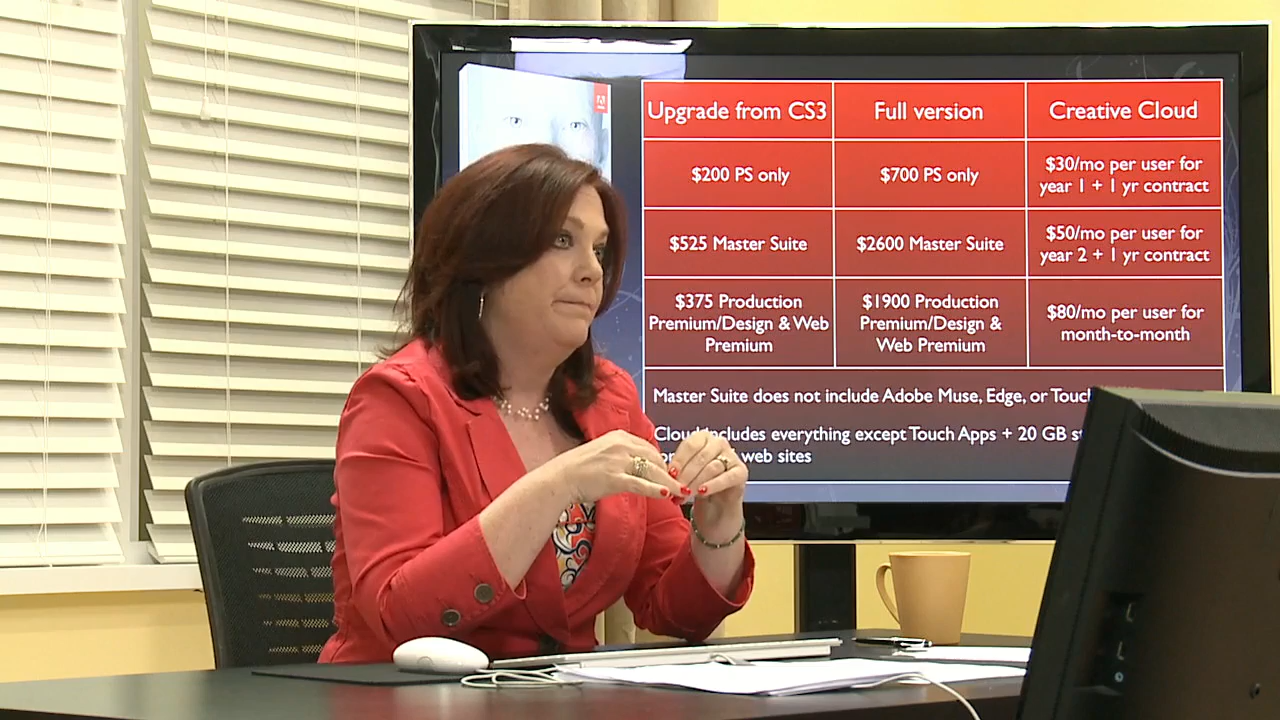 Upgrade from CS3
Full version
Creative Cloud
$200 PS only
$700 PS only
$30/mo per user for
year 1 + 1 yr contract
$525 Master Suite
$2600 Master Suite
$50/mo per user for
year 2 + 1 yr contract
$375 Production
Premium/Design & Web
Premium
$1900 Production
Premium/Design &
Web Premium
$80/mo per user for
month-to-month
Master Suite does not include Adobe Muse, Edge, or Touch
Cloud includes everything except Touch Apps + 20 GB
web sites